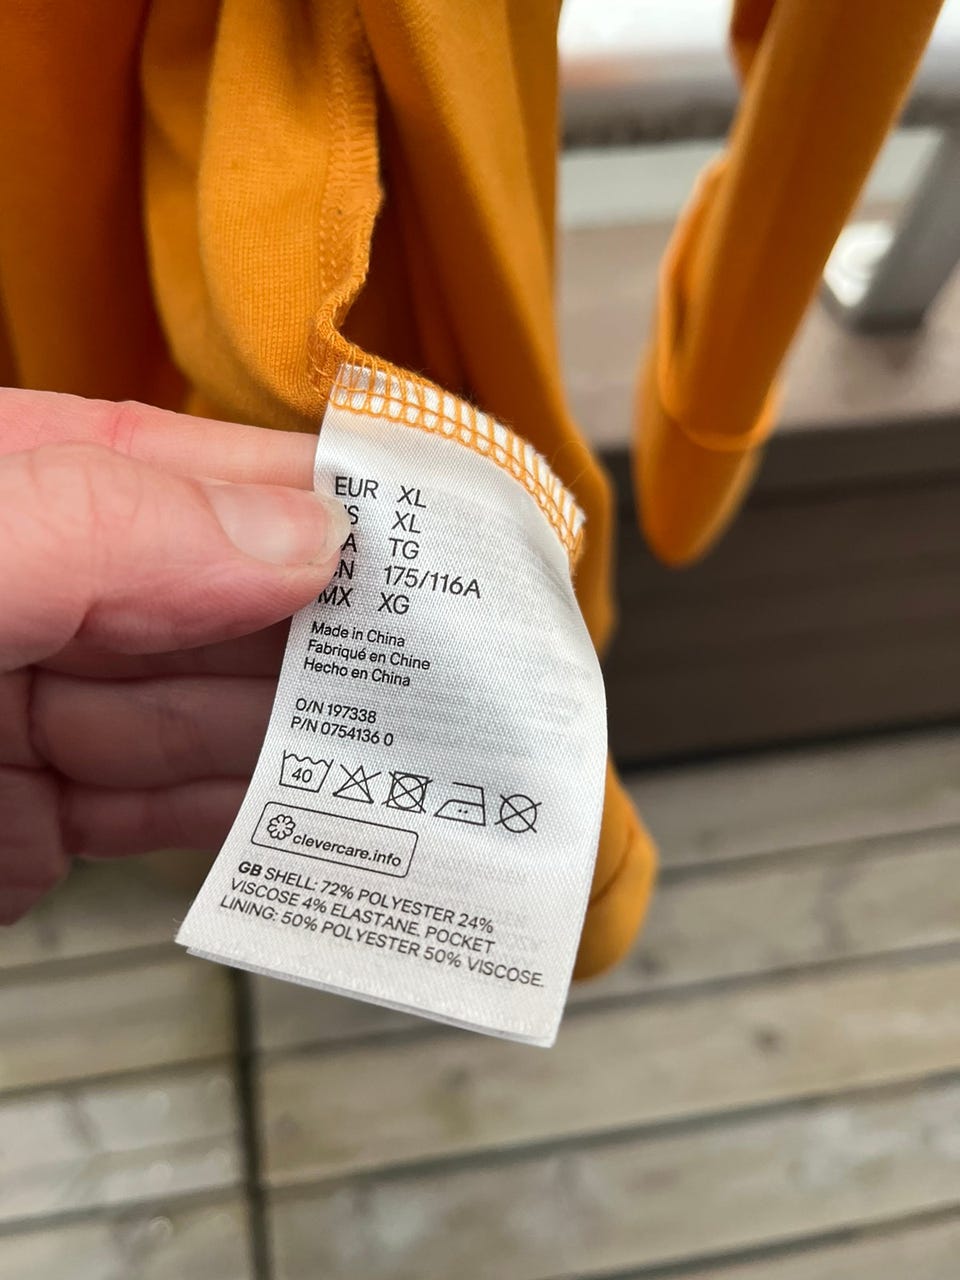 EUR XL
S XL
A TG
CN 175/116A
MX XG
Made in China
Fabriqué en Chine
Hecho en China
O/N 197338
P/N 0754136 0
40
clevercare.info
GB SHELL: 72% POLYESTER 24%
VISCOSE 4% ELASTANE. POCKET
LINING: 50% POLYESTER 50% VISCOSE.